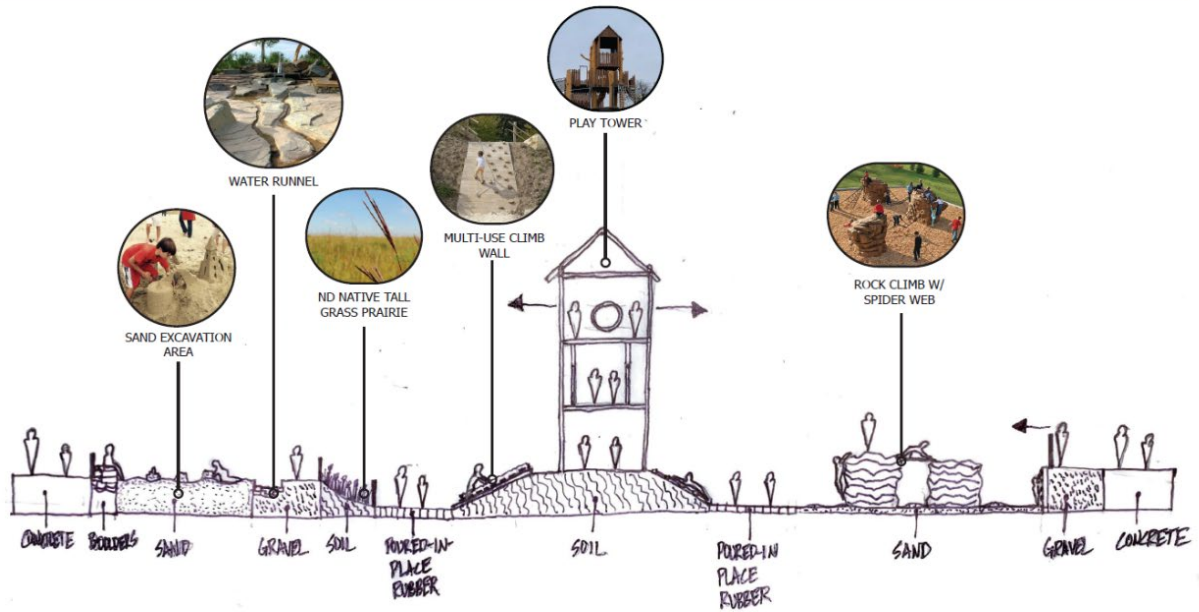 PLAY TOWER
WATER RUNNEL
MULTI-USE CLIMB
WALL
ND NATIVE TALL
GRASS PRAIRIE
ROCK CLIMB W/
SPIDER WEB
SAND EXCAVATION
AREA
CONCRETE
BOULDERS
SAND
GRAVEL
SOIL
POURED-IN-
PLACE
RUBBER
SOIL
POURED-IN
PLACE
RUBBER
SAND
GRAVEL
CONCRETE